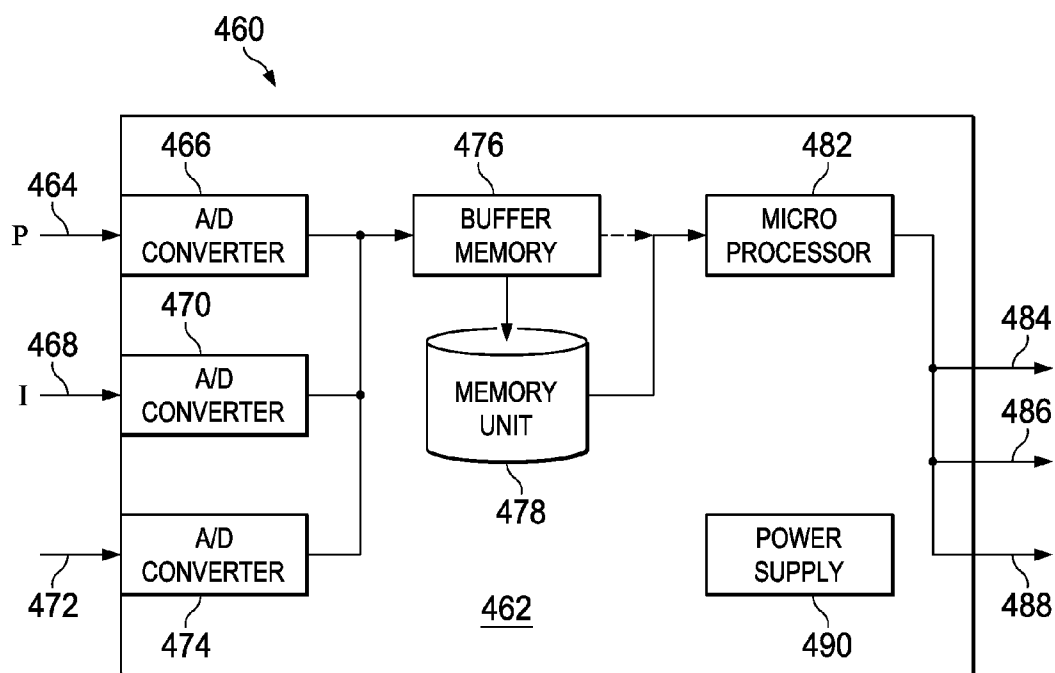 460
466
476
482
464
P
A/D
CONVERTER
BUFFER
MEMORY
MICRO
PROCESSOR
470
468
I
A/D
CONVERTER
MEMORY
UNIT
484
486
478
A/D
CONVERTER
POWER
SUPPLY
472
474
462
490
488